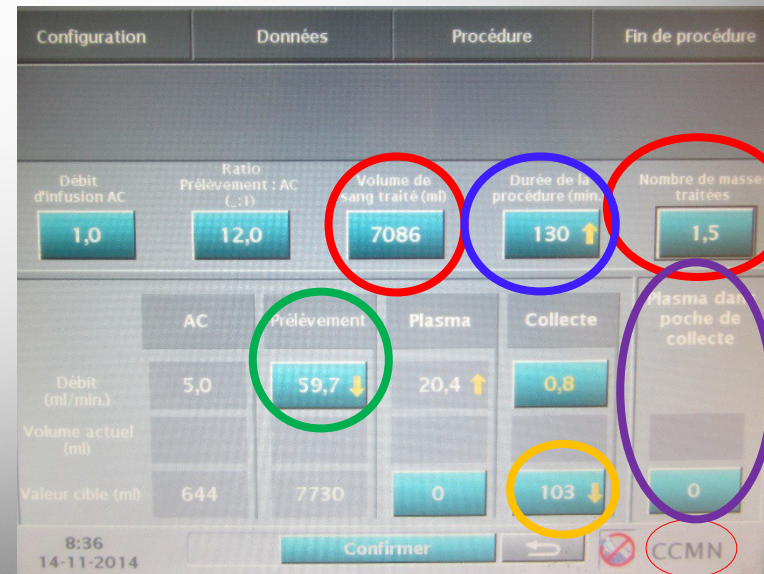 Configuration
Données
Procédure
Fin de procédure
Débit
d'infusion AC
1,0
Ratio
Prélèvement : AC
(_:1)
12,0
Volume de
sang traité (ml)
7086
Durée de la
procédure (min.)
130
Nombre de masses
traitées
1,5
AC
Prélèvement
Plasma
Collecte
Plasma dans
poche de
collecte
Débit
(ml/min.)
5,0
59,7
20,4
0,8
Volume actuel
(ml)
Valeur cible (ml)
644
7730
0
103
0
8:36
14-11-2014
Confirmer
CCMN